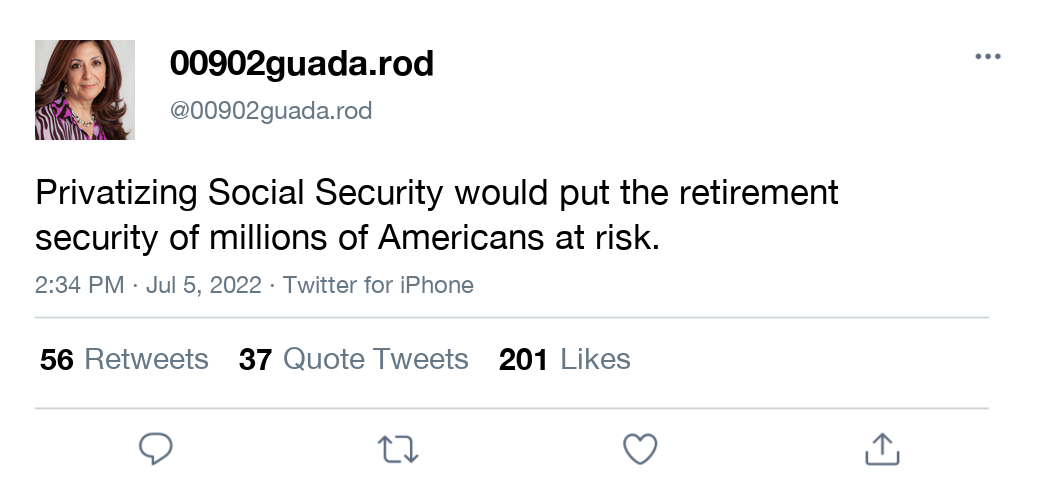 00902guada.rod
@00902guada.rod
Privatizing Social Security would put the retirement
security of millions of Americans at risk.
2:34 PM · Jul 5, 2022 · Twitter for iPhone
56 Retweets 37 Quote Tweets 201 Likes